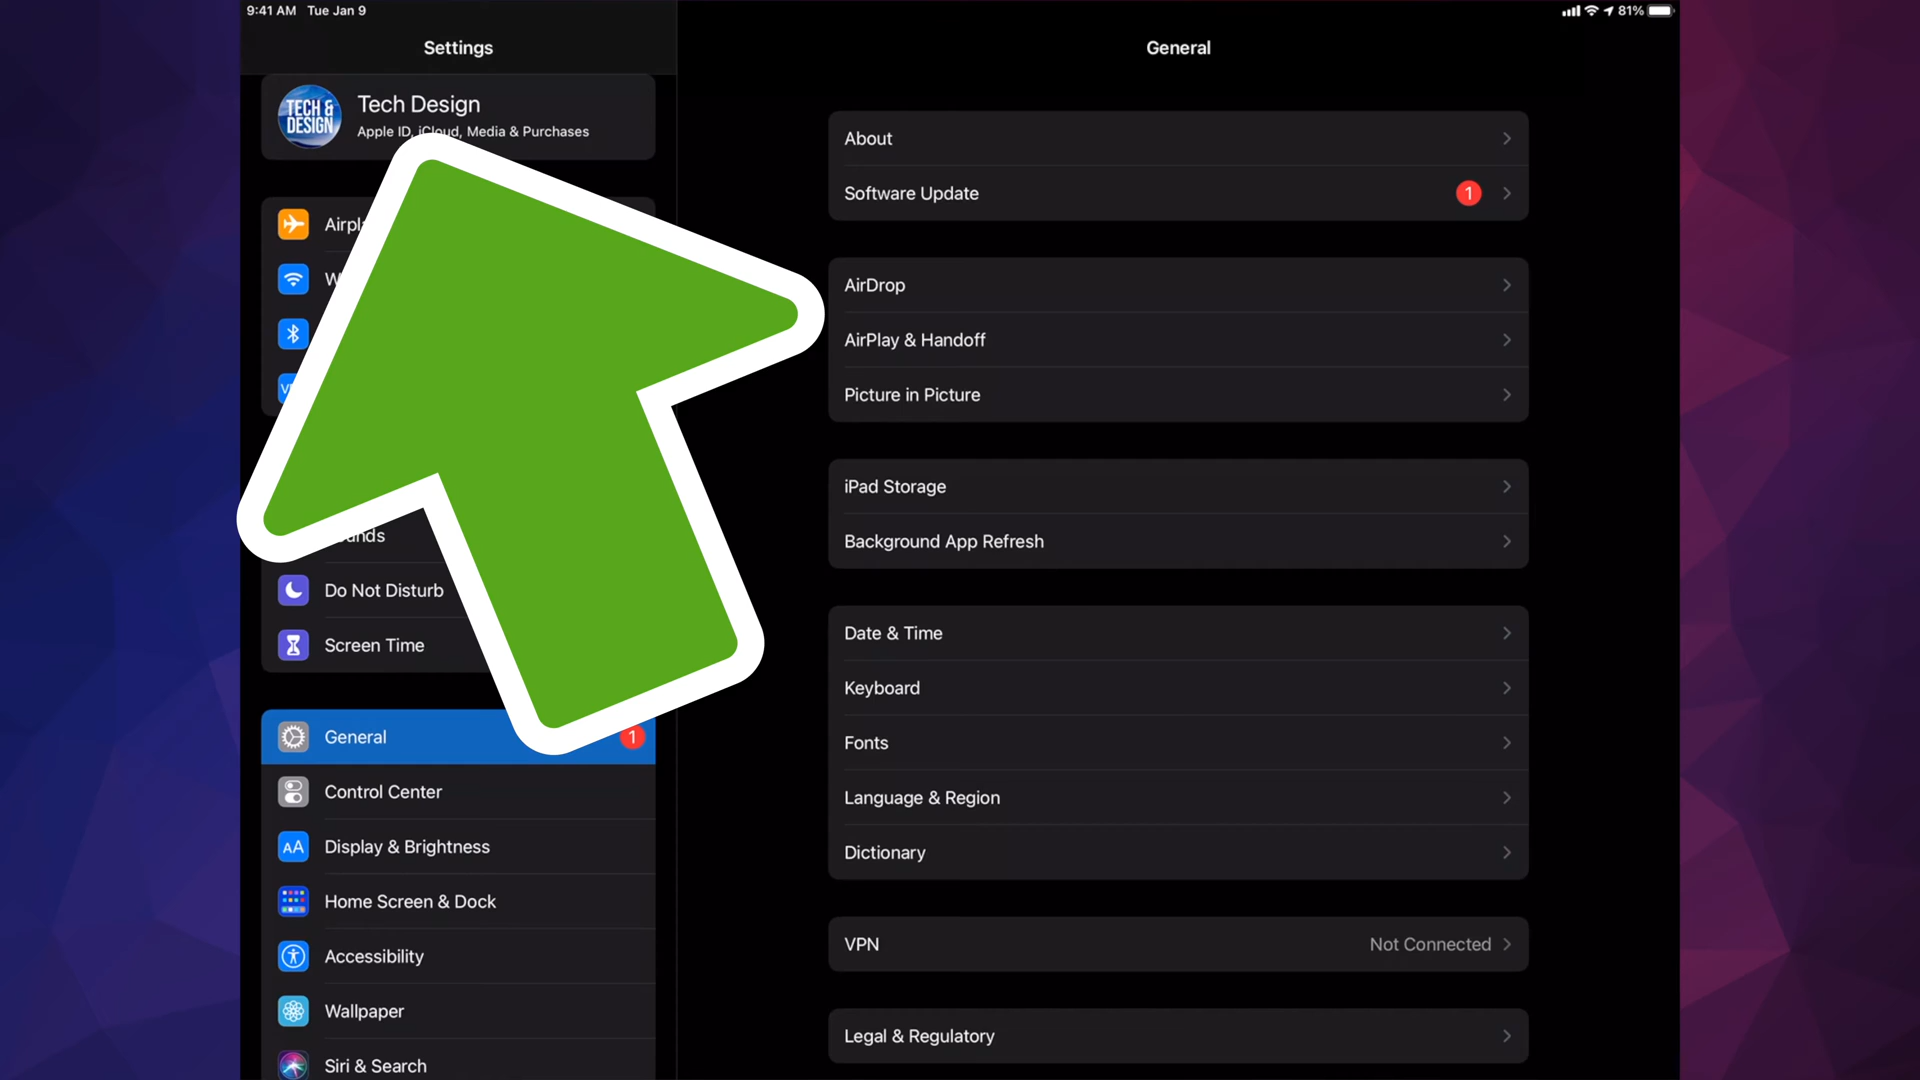 9:41 AM Tue Jan 9
81%
Settings
TECH &
DESIGN
Tech Design
Apple ID, iCloud, Media & Purchases
Do Not Disturb
Screen Time
General 1
Control Center
AA Display & Brightness
Home Screen & Dock
Accessibility
Wallpaper
Siri & Search
General
About
Software Update 1
AirDrop
AirPlay & Handoff
Picture in Picture
iPad Storage
Background App Refresh
Date & Time
Keyboard
Fonts
Language & Region
Dictionary
VPN Not Connected
Legal & Regulatory